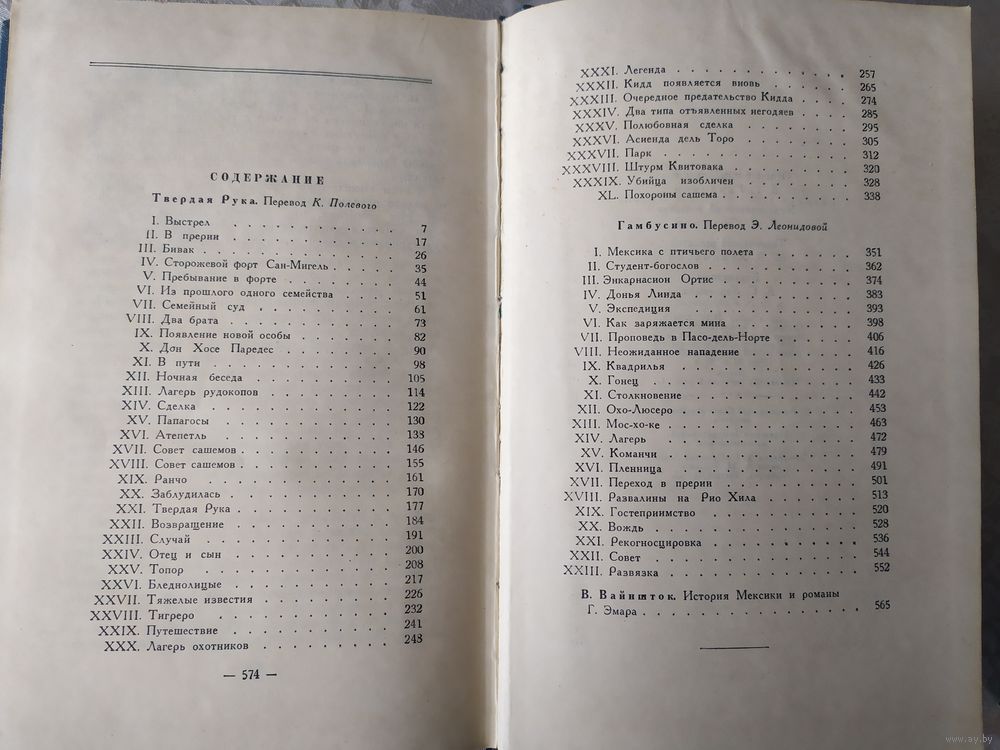 СОДЕРЖАНИЕ
Твердая Рука. Перевод К. Полевого
I. Выстрел . . . . . . . . . . . . 7
II. В прерии . . . . . . . . . . . . 17
III. Бивак . . . . . . . . . . . . 26
IV. Сторожевой форт Сан-Мигель . . . . . . 35
V. Пребывание в форте . . . . . . . . 44
VI. Из прошлого одного семейства . . . . . . 51
VII. Семейный суд . . . . . . . . . . 61
VIII. Два брата . . . . . . . . . . . 73
IX. Появление новой особы . . . . . . . 82
X. Дон Хосе Паредес . . . . . . . . 90
XI. В пути . . . . . . . . . . . . 98
XII. Ночная беседа . . . . . . . . . . 105
XIII. Лагерь рудокопов . . . . . . . . . 114
XIV. Сделка . . . . . . . . . . . . 122
XV. Папагосы . . . . . . . . . . . 130
XVI. Атепетль . . . . . . . . . . . 138
XVII. Совет сашемов . . . . . . . . . . 146
XVIII. Совет сашемов . . . . . . . . . . 155
XIX. Ранчо . . . . . . . . . . . . 161
XX. Заблудилась . . . . . . . . . . . 170
XXI. Твердая Рука . . . . . . . . . . 177
XXII. Возвращение . . . . . . . . . . 184
XXIII. Случай . . . . . . . . . . . . 191
XXIV. Отец и сын . . . . . . . . . . 200
XXV. Топор . . . . . . . . . . . . 208
XXVI. Бледнолицые . . . . . . . . . . 217
XXVII. Тяжелые известия . . . . . . . . . 226
XXVIII. Тигреро . . . . . . . . . . . 232
XXIX. Путешествие . . . . . . . . . . 241
XXX. Лагерь охотников . . . . . . . . . 248
— 574 —
XXXI. Легенда . . . . . . . . . . . . 257
XXXII. Кидд появляется вновь . . . . . . 265
XXXIII. Очередное предательство Кидда . . . . 274
XXXIV. Два типа отъявленных негодяев . . . . 285
XXXV. Полюбовная сделка . . . . . . . 295
XXXVI. Асиенда дель Торо . . . . . . . 305
XXXVII. Парк . . . . . . . . . . . . 312
XXXVIII. Штурм Квитовака . . . . . . . . 320
XXXIX. Убийца изобличен . . . . . . . . 328
XL. Похороны сашема . . . . . . . . . 338
Гамбусино. Перевод Э. Леонидовой
I. Мексика с птичьего полета . . . . . . 351
II. Студент-богослов . . . . . . . . . 362
III. Энкарнасион Ортис . . . . . . . . 374
IV. Донья Линда . . . . . . . . . . 383
V. Экспедиция . . . . . . . . . . 393
VI. Как заряжается мина . . . . . . . . 398
VII. Проповедь в Пасо-дель-Норте . . . . . 406
VIII. Неожиданное нападение . . . . . . . 416
IX. Квадрилья . . . . . . . . . . . 426
X. Гонец . . . . . . . . . . . . 433
XI. Столкновение . . . . . . . . . . 442
XII. Охо-Люсеро . . . . . . . . . . . 453
XIII. Мос-хо-ке . . . . . . . . . . . 463
XIV. Лагерь . . . . . . . . . . . . 472
XV. Команчи . . . . . . . . . . . 479
XVI. Пленница . . . . . . . . . . . 491
XVII. Переход в прерии . . . . . . . . 501
XVIII. Развалины на Рио Хила . . . . . . 513
XIX. Гостеприимство . . . . . . . . . 520
XX. Вождь . . . . . . . . . . . . 528
XXI. Рекогносцировка . . . . . . . . . 536
XXII. Совет . . . . . . . . . . . . 544
XXIII. Развязка . . . . . . . . . . . 552
В. Вайншток. История Мексики и романы
Г. Эмара . . . . . . . . . . . . 565
www.ay.by